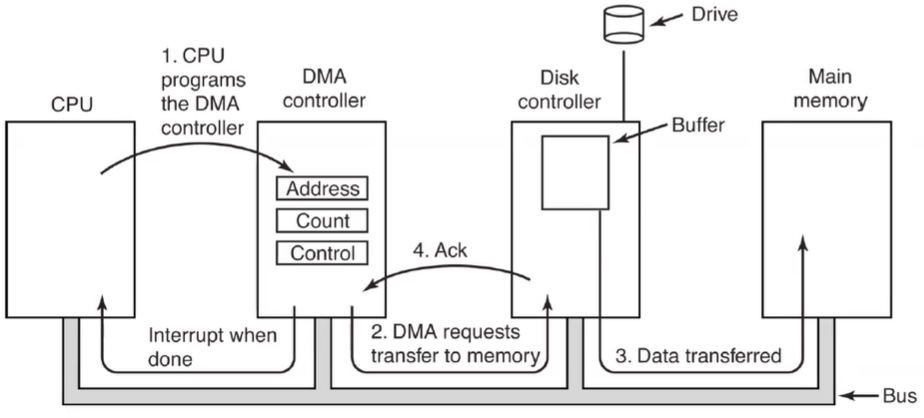 Drive
1. CPU
programs
the DMA
controller
CPU
DMA
controller
Disk
controller
Main
memory
Buffer
Address
Count
Control
4. Ack
Interrupt when
done
2. DMA requests
transfer to memory
3. Data transferred
Bus